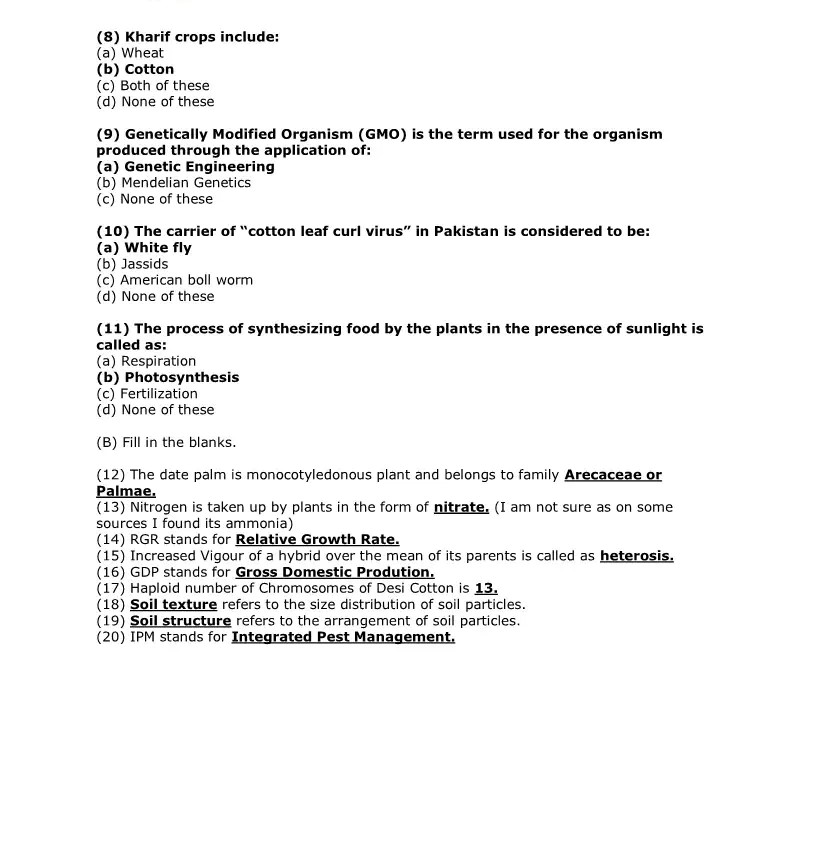 (8) Kharif crops include:
(a) Wheat
(b) Cotton
(c) Both of these
(d) None of these
(9) Genetically Modified Organism (GMO) is the term used for the organism
produced through the application of:
(a) Genetic Engineering
(b) Mendelian Genetics
(c) None of these
(10) The carrier of “cotton leaf curl virus” in Pakistan is considered to be:
(a) White fly
(b) Jassids
(c) American boll worm
(d) None of these
(11) The process of synthesizing food by the plants in the presence of sunlight is
called as:
(a) Respiration
(b) Photosynthesis
(c) Fertilization
(d) None of these
(B) Fill in the blanks.
(12) The date palm is monocotyledonous plant and belongs to family Arecaceae or
Palmae.
(13) Nitrogen is taken up by plants in the form of nitrate. (I am not sure as on some
sources I found its ammonia)
(14) RGR stands for Relative Growth Rate.
(15) Increased Vigour of a hybrid over the mean of its parents is called as heterosis.
(16) GDP stands for Gross Domestic Prodution.
(17) Haploid number of Chromosomes of Desi Cotton is 13.
(18) Soil texture refers to the size distribution of soil particles.
(19) Soil structure refers to the arrangement of soil particles.
(20) IPM stands for Integrated Pest Management.